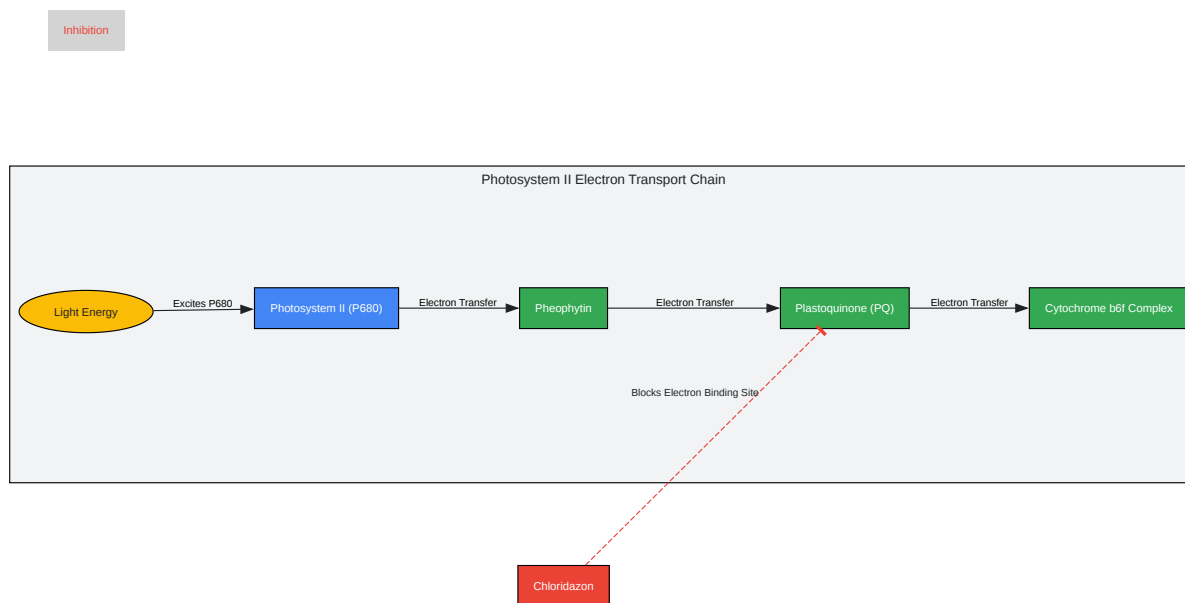 Inhibition
Photosystem II Electron Transport Chain
Light Energy
Excites P680
Photosystem II (P680)
Electron Transfer
Pheophytin
Electron Transfer
Plastoquinone (PQ)
Electron Transfer
Cytochrome b6f Complex
Blocks Electron Binding Site
Chloridazon